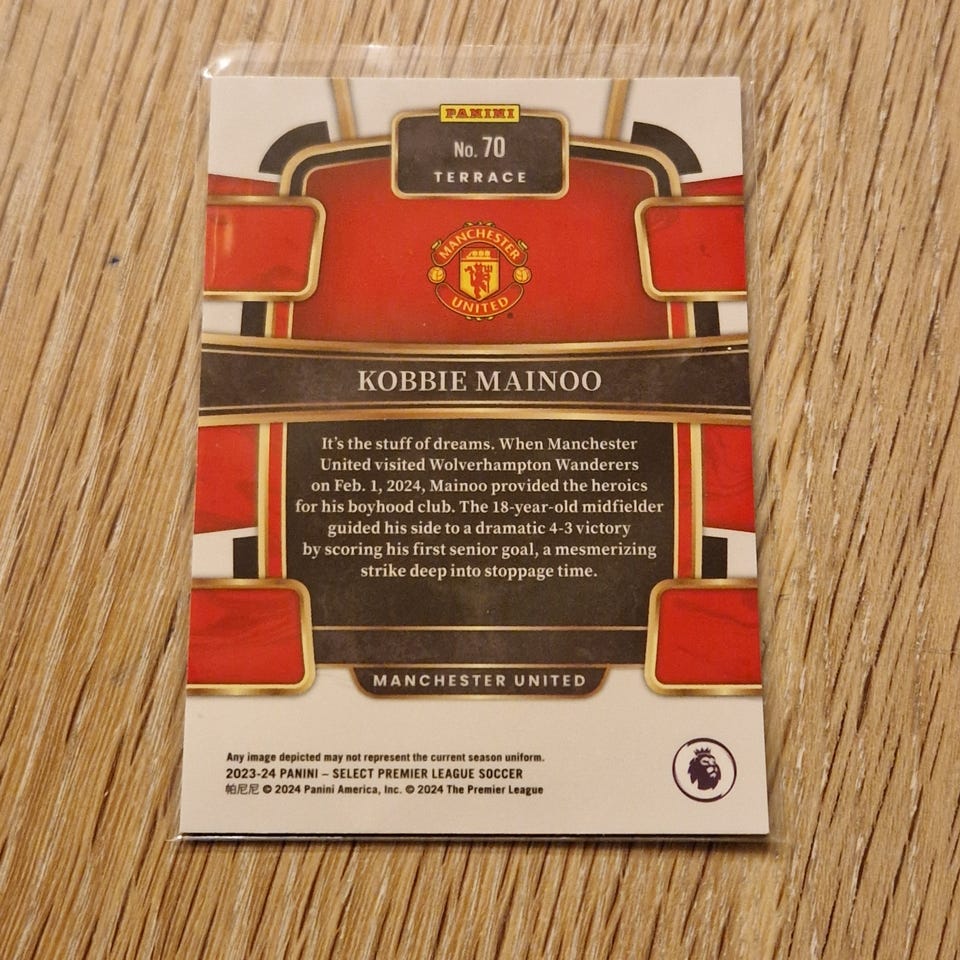 PANINI
No. 70
TERRACE
MANCHESTER
UNITED
KOBBIE MAINOO
It's the stuff of dreams. When Manchester
United visited Wolverhampton Wanderers
on Feb. 1, 2024, Mainoo provided the heroics
for his boyhood club. The 18-year-old midfielder
guided his side to a dramatic 4-3 victory
by scoring his first senior goal, a mesmerizing
strike deep into stoppage time.
MANCHESTER UNITED
Any image depicted may not represent the current season uniform.
2023-24 PANINI – SELECT PREMIER LEAGUE SOCCER
帕尼尼 © 2024 Panini America, Inc. © 2024 The Premier League